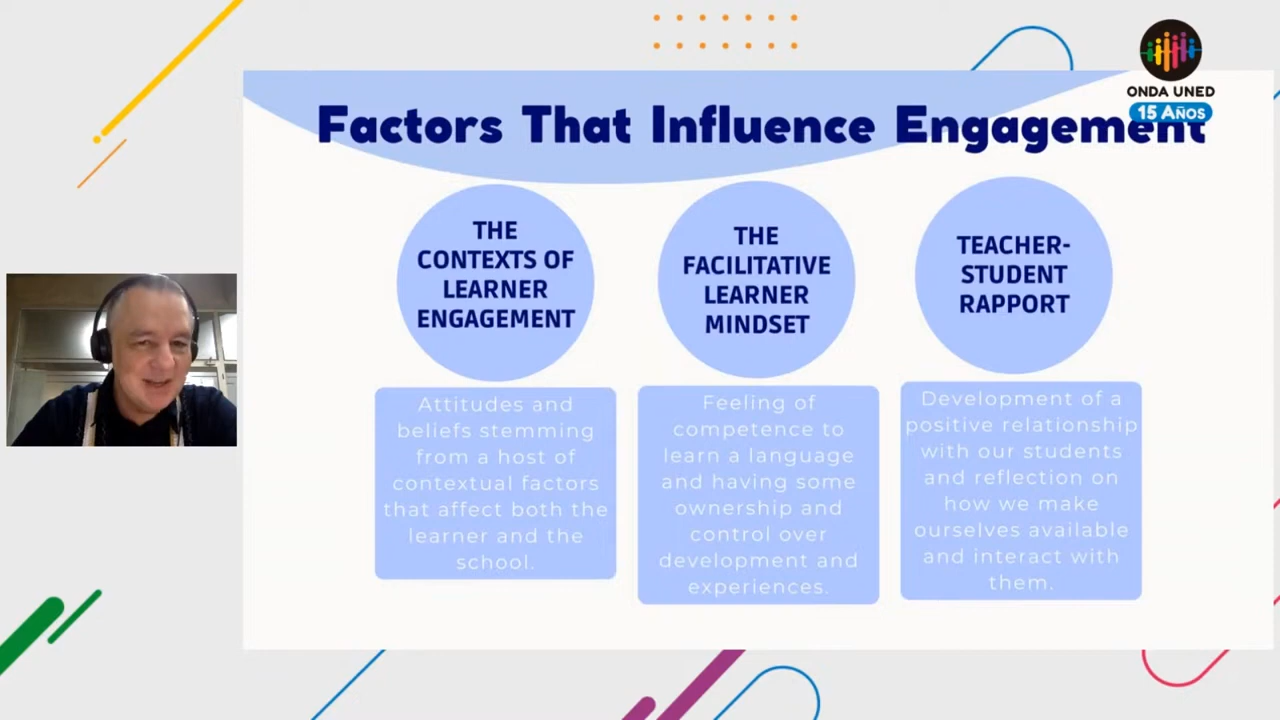 ONDA UNED
15 AÑOS
Factors That Influence Engagement
THE
CONTEXTS OF
LEARNER
ENGAGEMENT
Attitudes and
beliefs stemming
from a host of
contextual factors
that affect both the
learner and the
school.
THE
FACILITATIVE
LEARNER
MINDSET
Feeling of
competence to
learn a language
and having some
ownership and
control over
development and
experiences.
TEACHER-
STUDENT
RAPPORT
Development of a
positive relationship
with our students
and reflection on
how we make
ourselves available
and interact with
them.